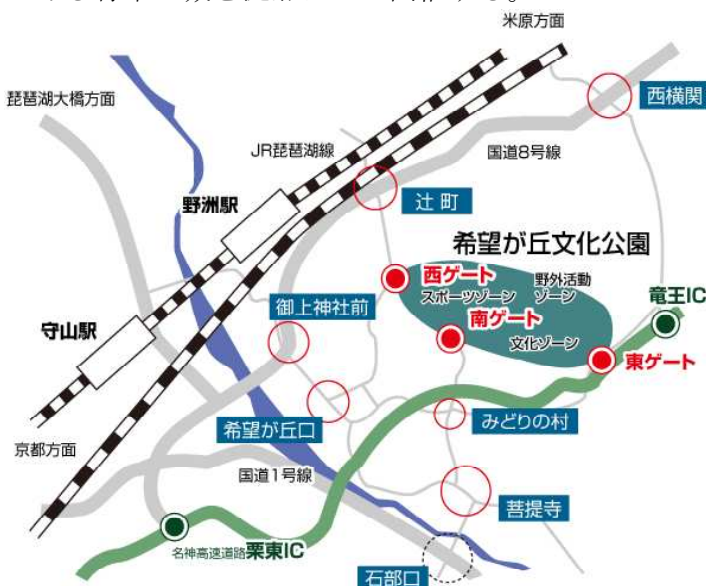 米原方面
琵琶湖大橋方面
西横関
JR琵琶湖線
国道8号線
野洲駅
辻町
希望が丘文化公園
西ゲート
野外活動
ゾーン
スポーツゾーン
竜王IC
御上神社前
南ゲート
守山駅
文化ゾーン
東ゲート
希望が丘口
みどりの村
京都方面
国道1号線
菩提寺
名神高速道路
栗東IC
石部口